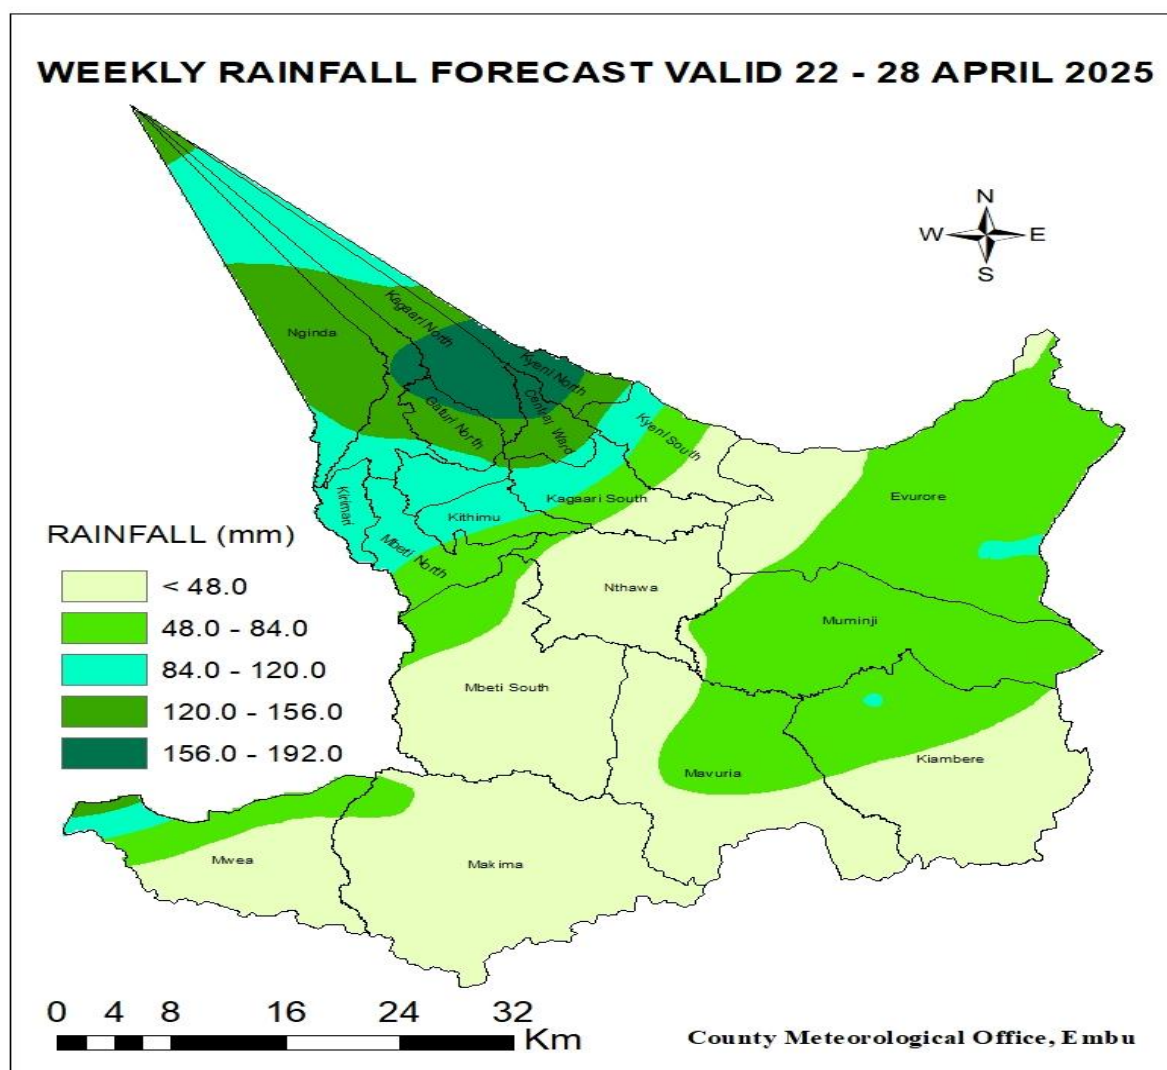 WEEKLY RAINFALL FORECAST VALID 22 - 28 APRIL 2025
N
W E
S
Nginda
Kagaari North
Kyeni North
Gaturi North
Central Ward
Kyeni South
Kirimari
Kithimu
Kagaari South
Mbeti North
Evurore
Nthawa
Muminji
Mbeti South
Mavuria
Kiambere
Mwea
Makima
RAINFALL (mm)
< 48.0
48.0 - 84.0
84.0 - 120.0
120.0 - 156.0
156.0 - 192.0
0 4 8 16 24 32
Km
County Meteorological Office, Embu